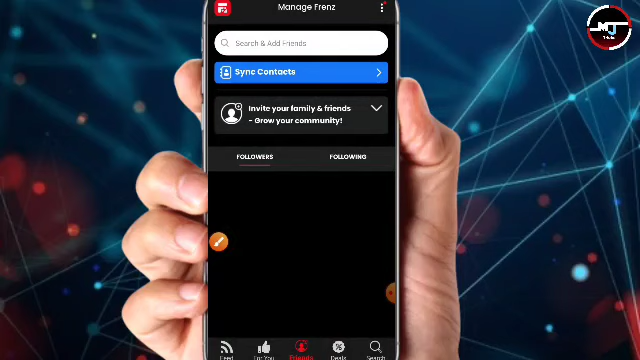 Manage Frenz
Search & Add Friends
Sync Contacts
Invite your family & friends
- Grow your community!
FOLLOWERS FOLLOWING
Feed For You Friends Deals Search
MJ